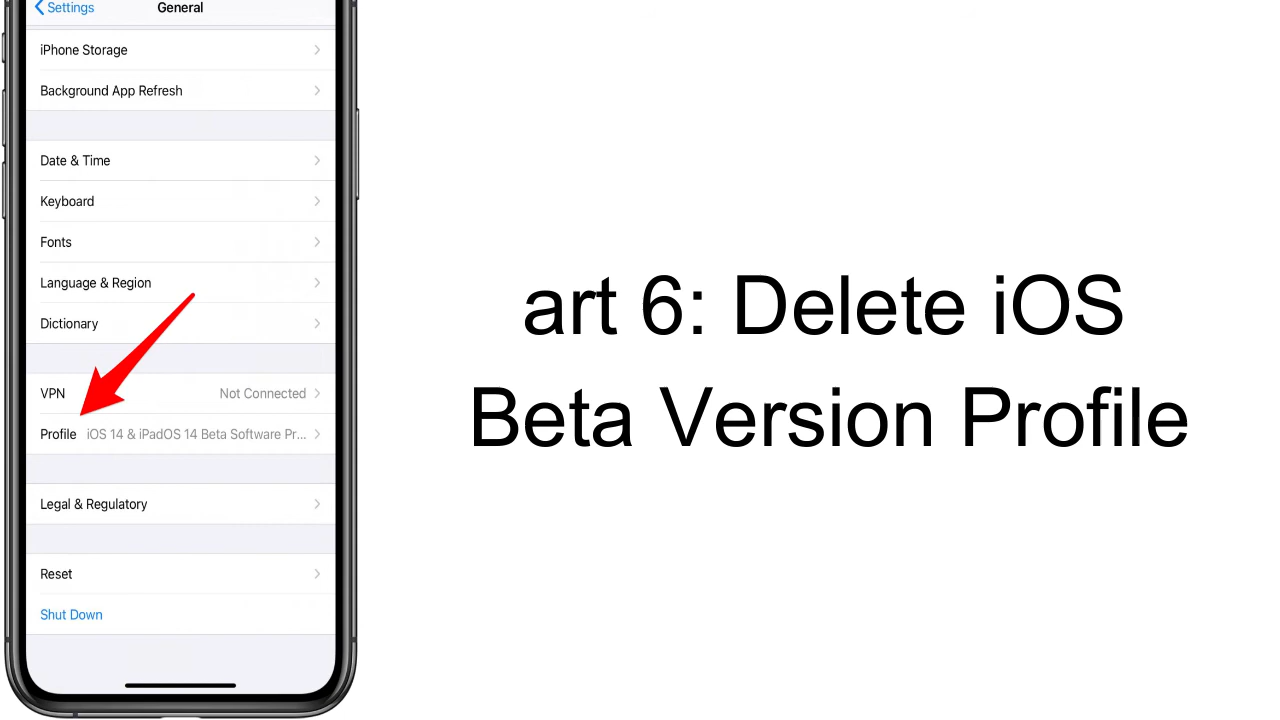 Settings General
iPhone Storage
Background App Refresh
Date & Time
Keyboard
Fonts
Language & Region
Dictionary
VPN Not Connected
Profile iOS 14 & iPadOS 14 Beta Software Pr...
Legal & Regulatory
Reset
Shut Down
art 6: Delete iOS
Beta Version Profile